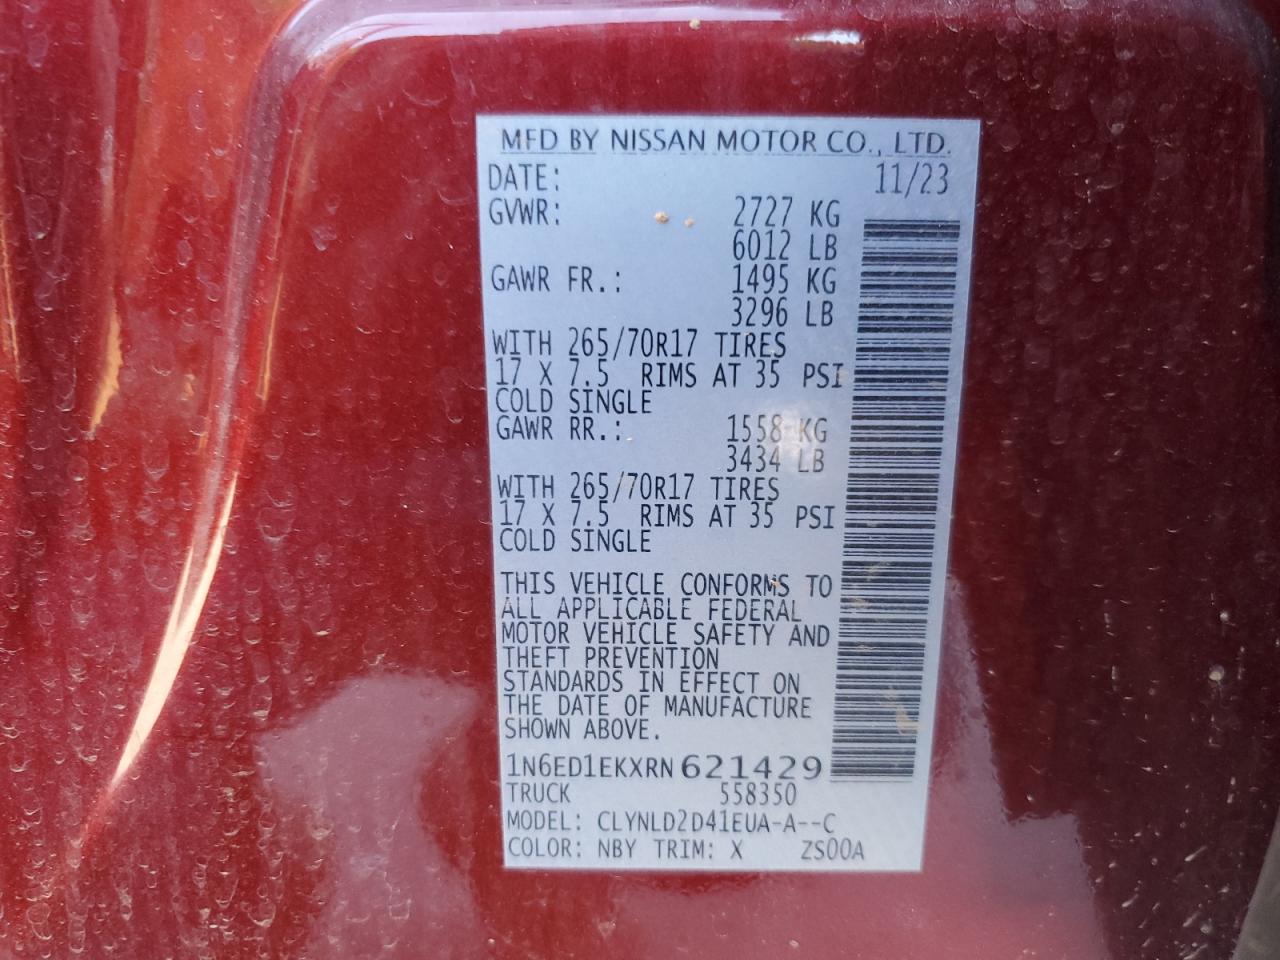 MFD BY NISSAN MOTOR CO., LTD.
DATE: 11/23
GVWR: 2727 KG
6012 LB
GAWR FR.: 1495 KG
3296 LB
WITH 265/70R17 TIRES
17 X 7.5 RIMS AT 35 PSI
COLD SINGLE
GAWR RR.: 1558 KG
3434 LB
WITH 265/70R17 TIRES
17 X 7.5 RIMS AT 35 PSI
COLD SINGLE
THIS VEHICLE CONFORMS TO
ALL APPLICABLE FEDERAL
MOTOR VEHICLE SAFETY AND
THEFT PREVENTION
STANDARDS IN EFFECT ON
THE DATE OF MANUFACTURE
SHOWN ABOVE.
1N6ED1EKXRN621429
TRUCK 558350
MODEL: CLYNLD2D41EUA-A--C
COLOR: NBY TRIM: X ZS00A